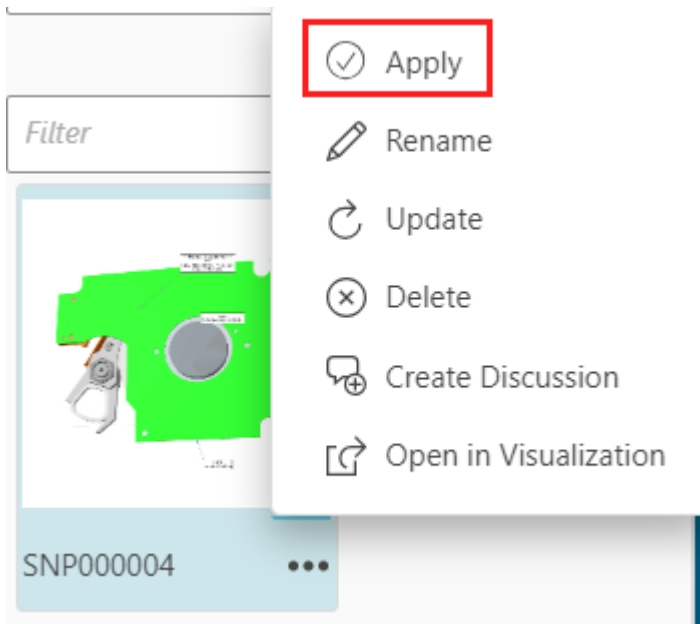 Apply
Filter
Rename
Update
Delete
Create Discussion
Open in Visualization
SNP000004